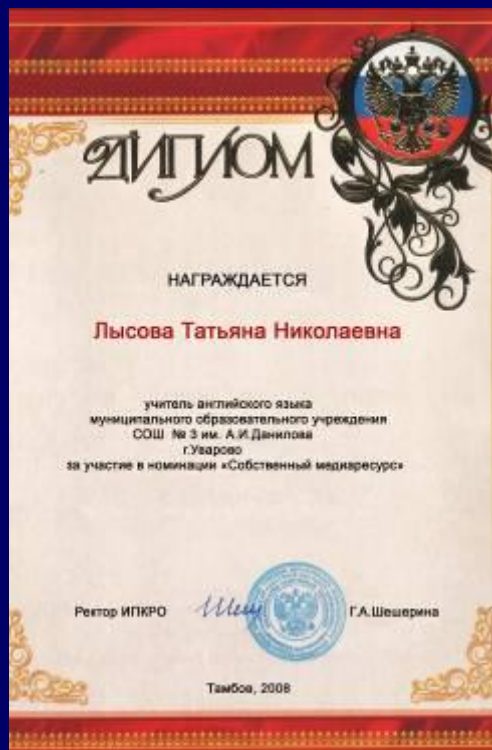 ДИПЛОМ
НАГРАЖДАЕТСЯ
Лысова Татьяна Николаевна
учитель английского языка
муниципального образовательного учреждения
СОШ № 3 им. А.И.Данилова
г.Уварово
за участие в номинации «Собственный медиаресурс»
Ректор ИПКРО
Г.А.Шешерина
Тамбов, 2008